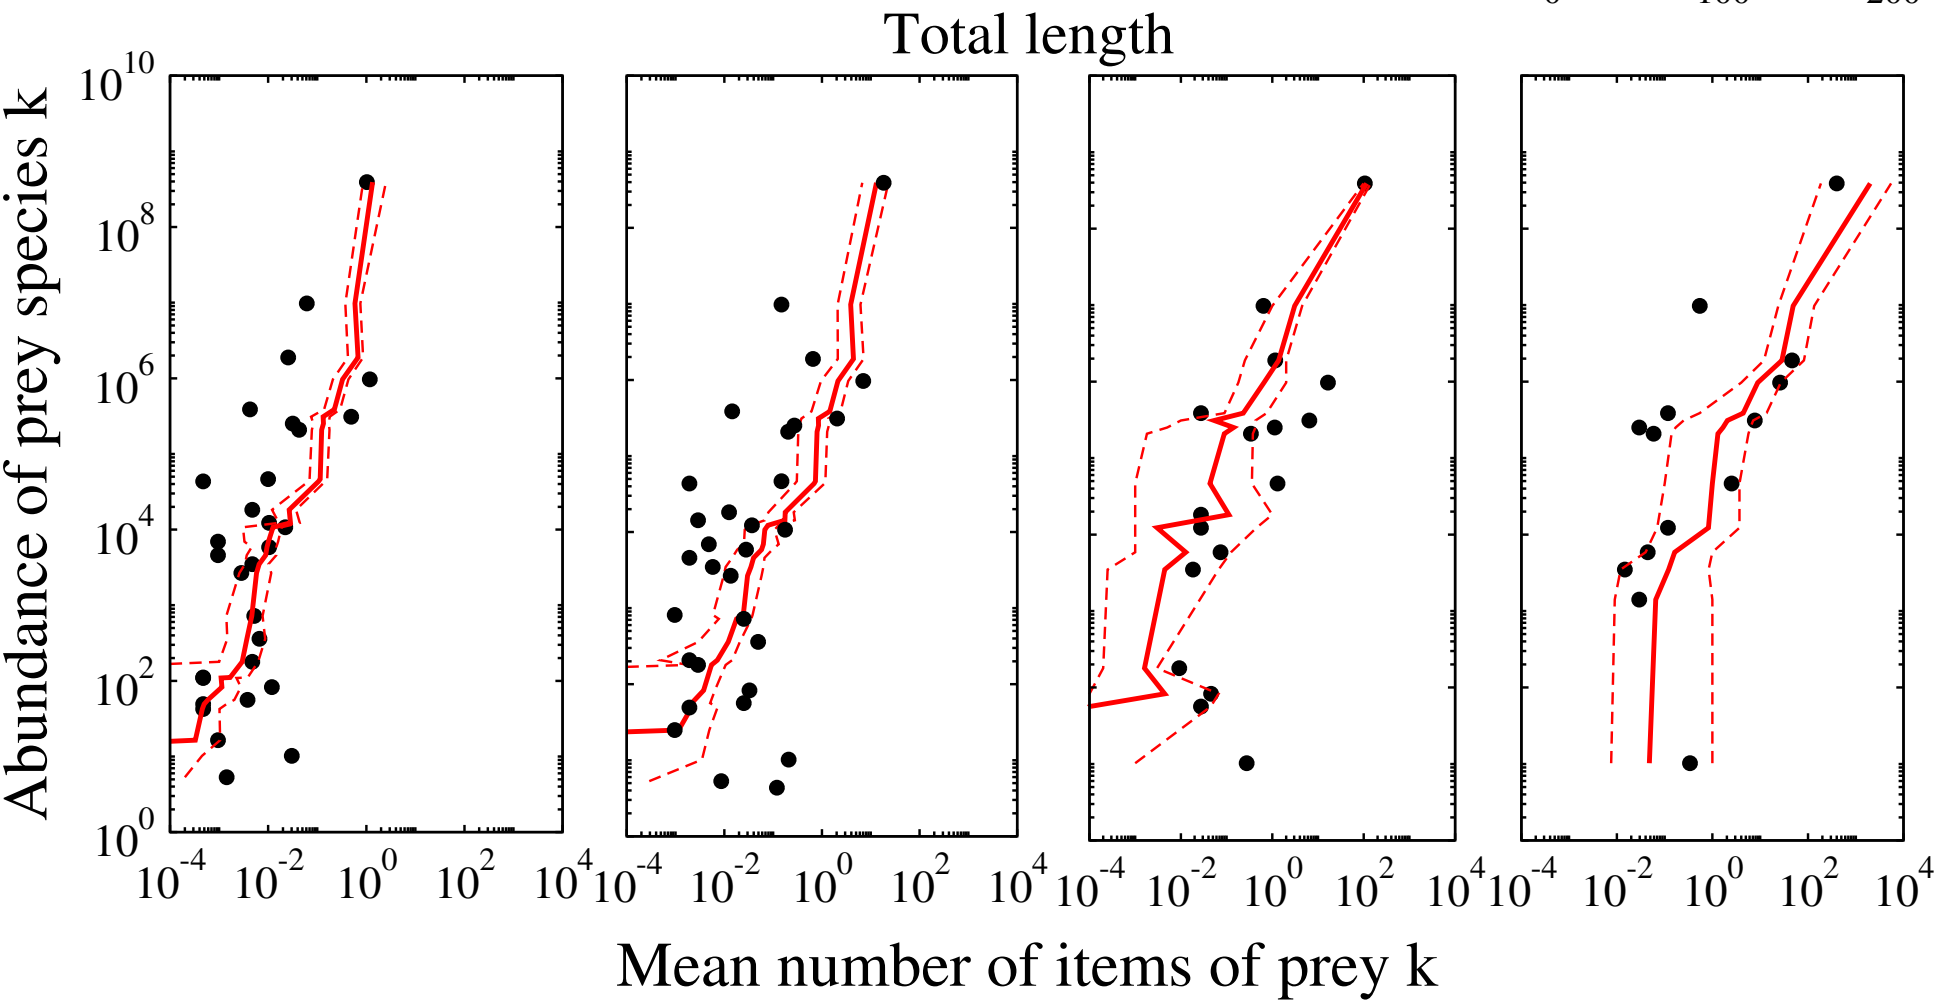 0 100 200
Total length
Abundance of prey species k
10^10
10^8
10^6
10^4
10^2
10^0
10^-4 10^-2 10^0 10^2 10^4
10^-4 10^-2 10^0 10^2 10^4
10^-4 10^-2 10^0 10^2
10^-4 10^-2 10^0 10^2 10^4
Mean number of items of prey k